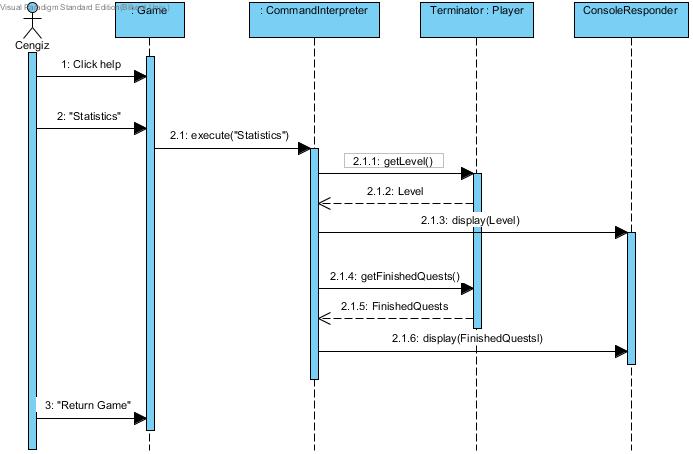 Visual Paradigm Standard Edition
: Game
: CommandInterpreter
Terminator : Player
ConsoleResponder
Cengiz
1: Click help
2: "Statistics"
2.1: execute("Statistics")
2.1.1: getLevel()
2.1.2: Level
2.1.3: display(Level)
2.1.4: getFinishedQuests()
2.1.5: FinishedQuests
2.1.6: display(FinishedQuestsl)
3: "Return Game"